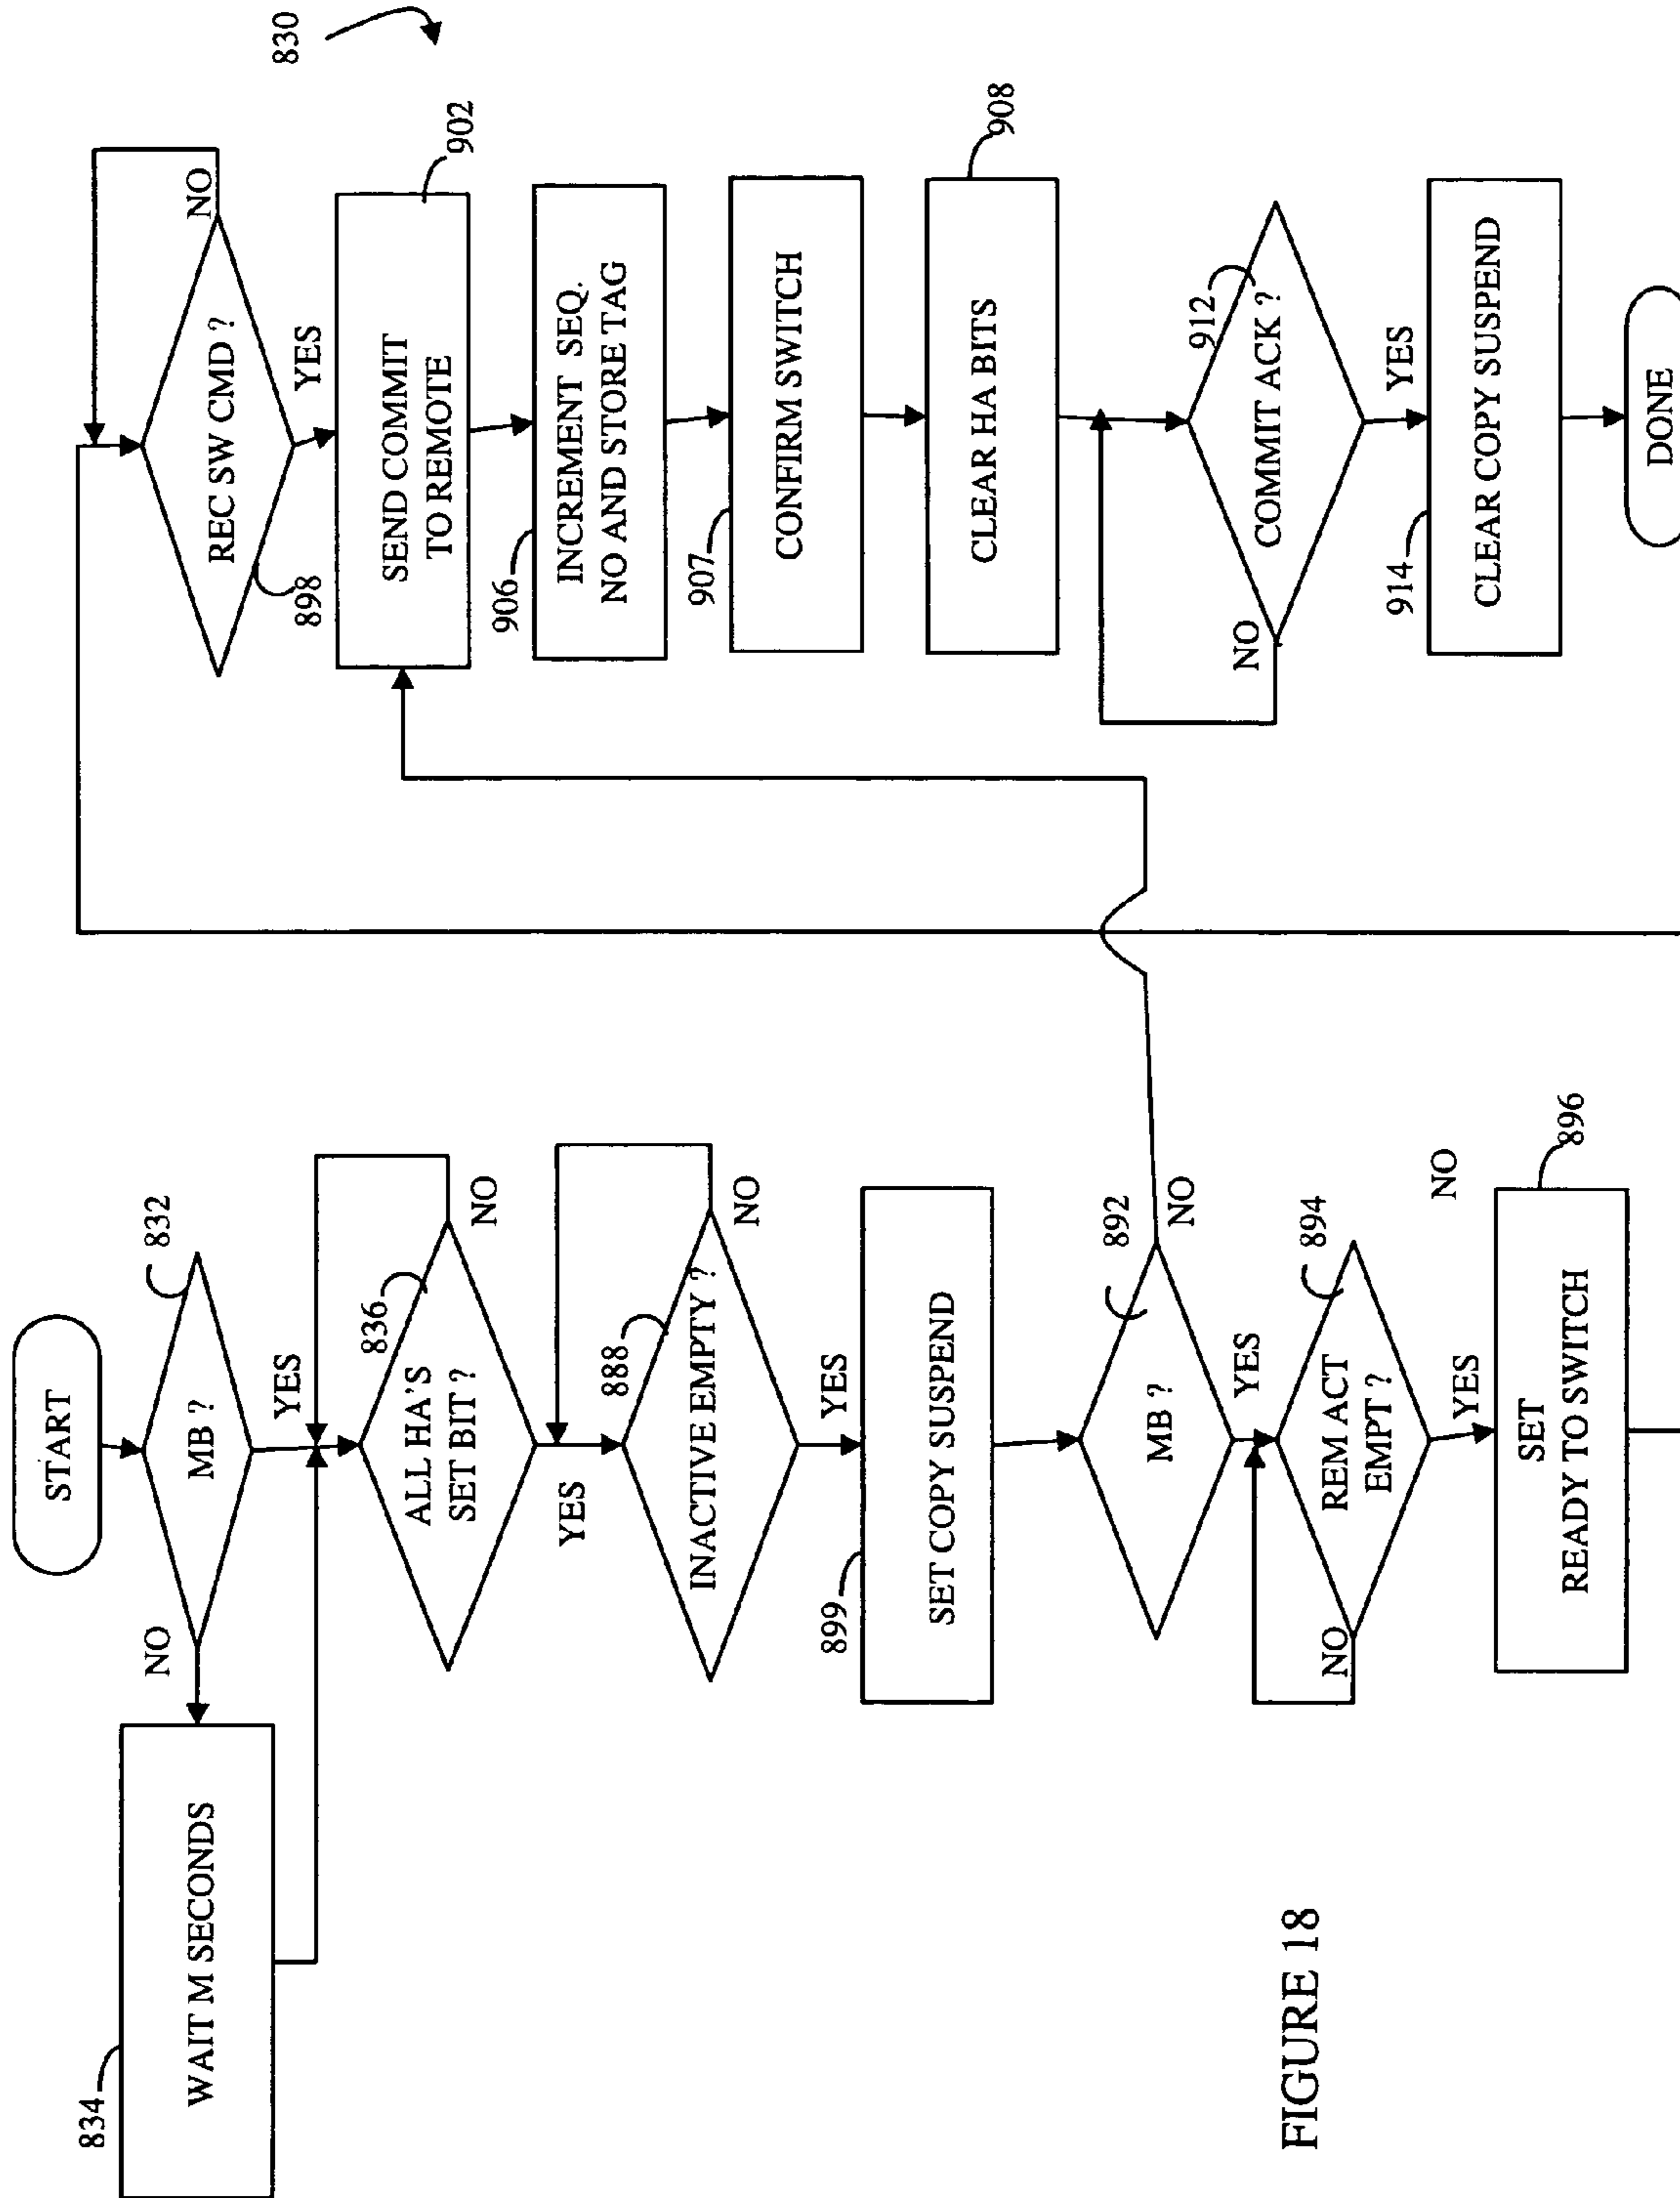 START
832
MB ?
NO
YES
834
WAIT M SECONDS
836
ALL HA'S
SET BIT ?
NO
YES
888
INACTIVE EMPTY ?
NO
YES
899
SET COPY SUSPEND
892
MB ?
NO
YES
894
REM ACT
EMPT ?
NO
YES
NO
896
SET
READY TO SWITCH
830
REC SW CMD ?
NO
898
YES
902
SEND COMMIT
TO REMOTE
906
INCREMENT SEQ.
NO AND STORE TAG
907
CONFIRM SWITCH
908
CLEAR HA BITS
912
COMMIT ACK ?
NO
YES
914
CLEAR COPY SUSPEND
DONE
FIGURE 18